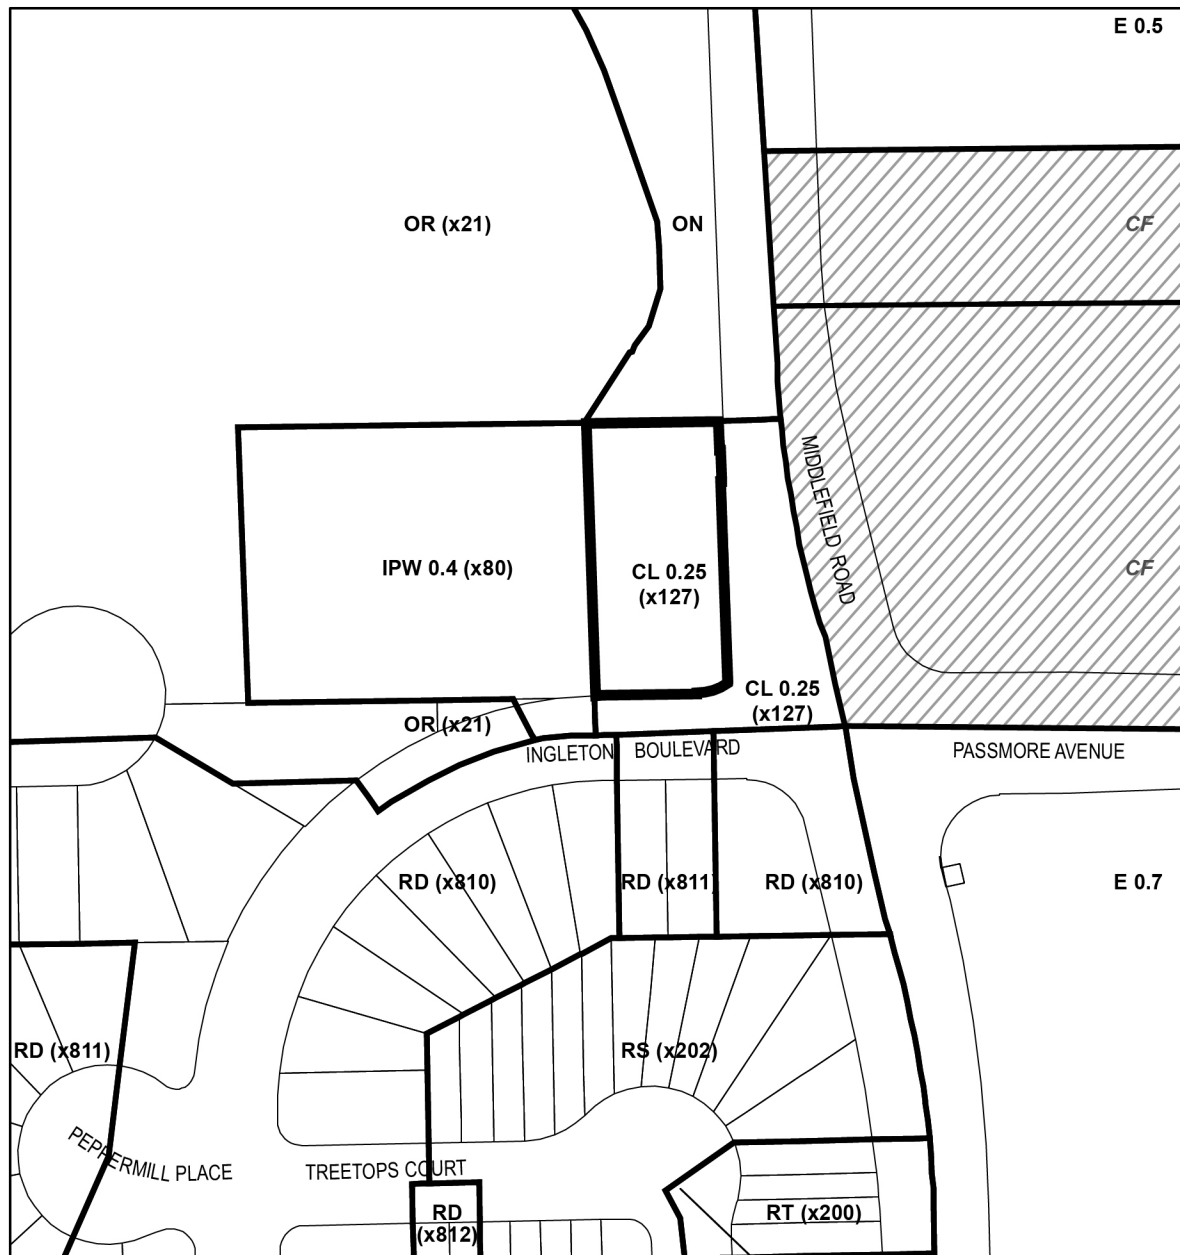 E 0.5
OR (x21)
ON
CF
MIDDLEFIELD ROAD
IPW 0.4 (x80)
CL 0.25
(x127)
CF
CL 0.25
(x127)
OR (x21)
INGLETON BOULEVARD
PASSMORE AVENUE
RD (x810)
RD (x811)
RD (x810)
E 0.7
RD (x811)
RS (x202)
PEPPERMILL PLACE
TREETOPS COURT
RD
(x812)
RT (x200)